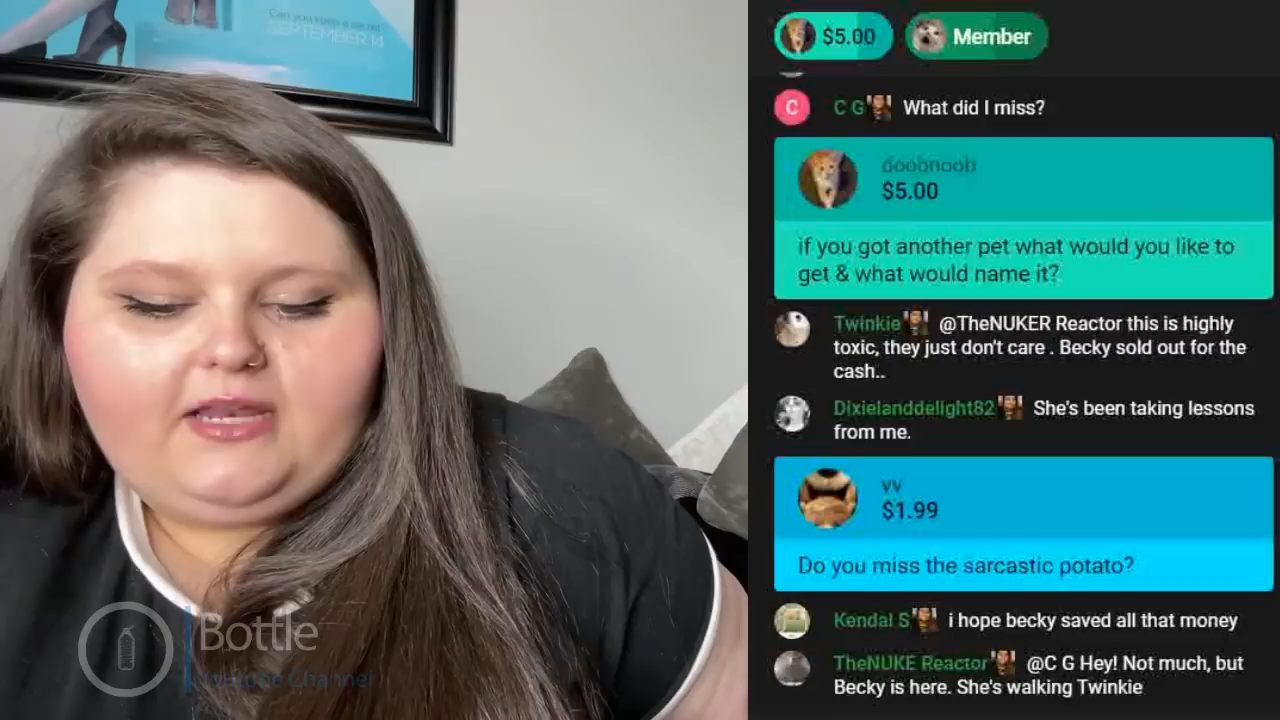 Can you keep a secret?
SEPTEMBER 14
Bottle
YouTube Channel
$5.00
Member
C
C G What did I miss?
doobnoob
$5.00
if you got another pet what would you like to
get & what would name it?
Twinkie @TheNUKER Reactor this is highly
toxic, they just don't care . Becky sold out for the
cash..
Dixielanddelight82 She's been taking lessons
from me.
vv
$1.99
Do you miss the sarcastic potato?
Kendal S i hope becky saved all that money
TheNUKE Reactor @C G Hey! Not much, but
Becky is here. She's walking Twinkie